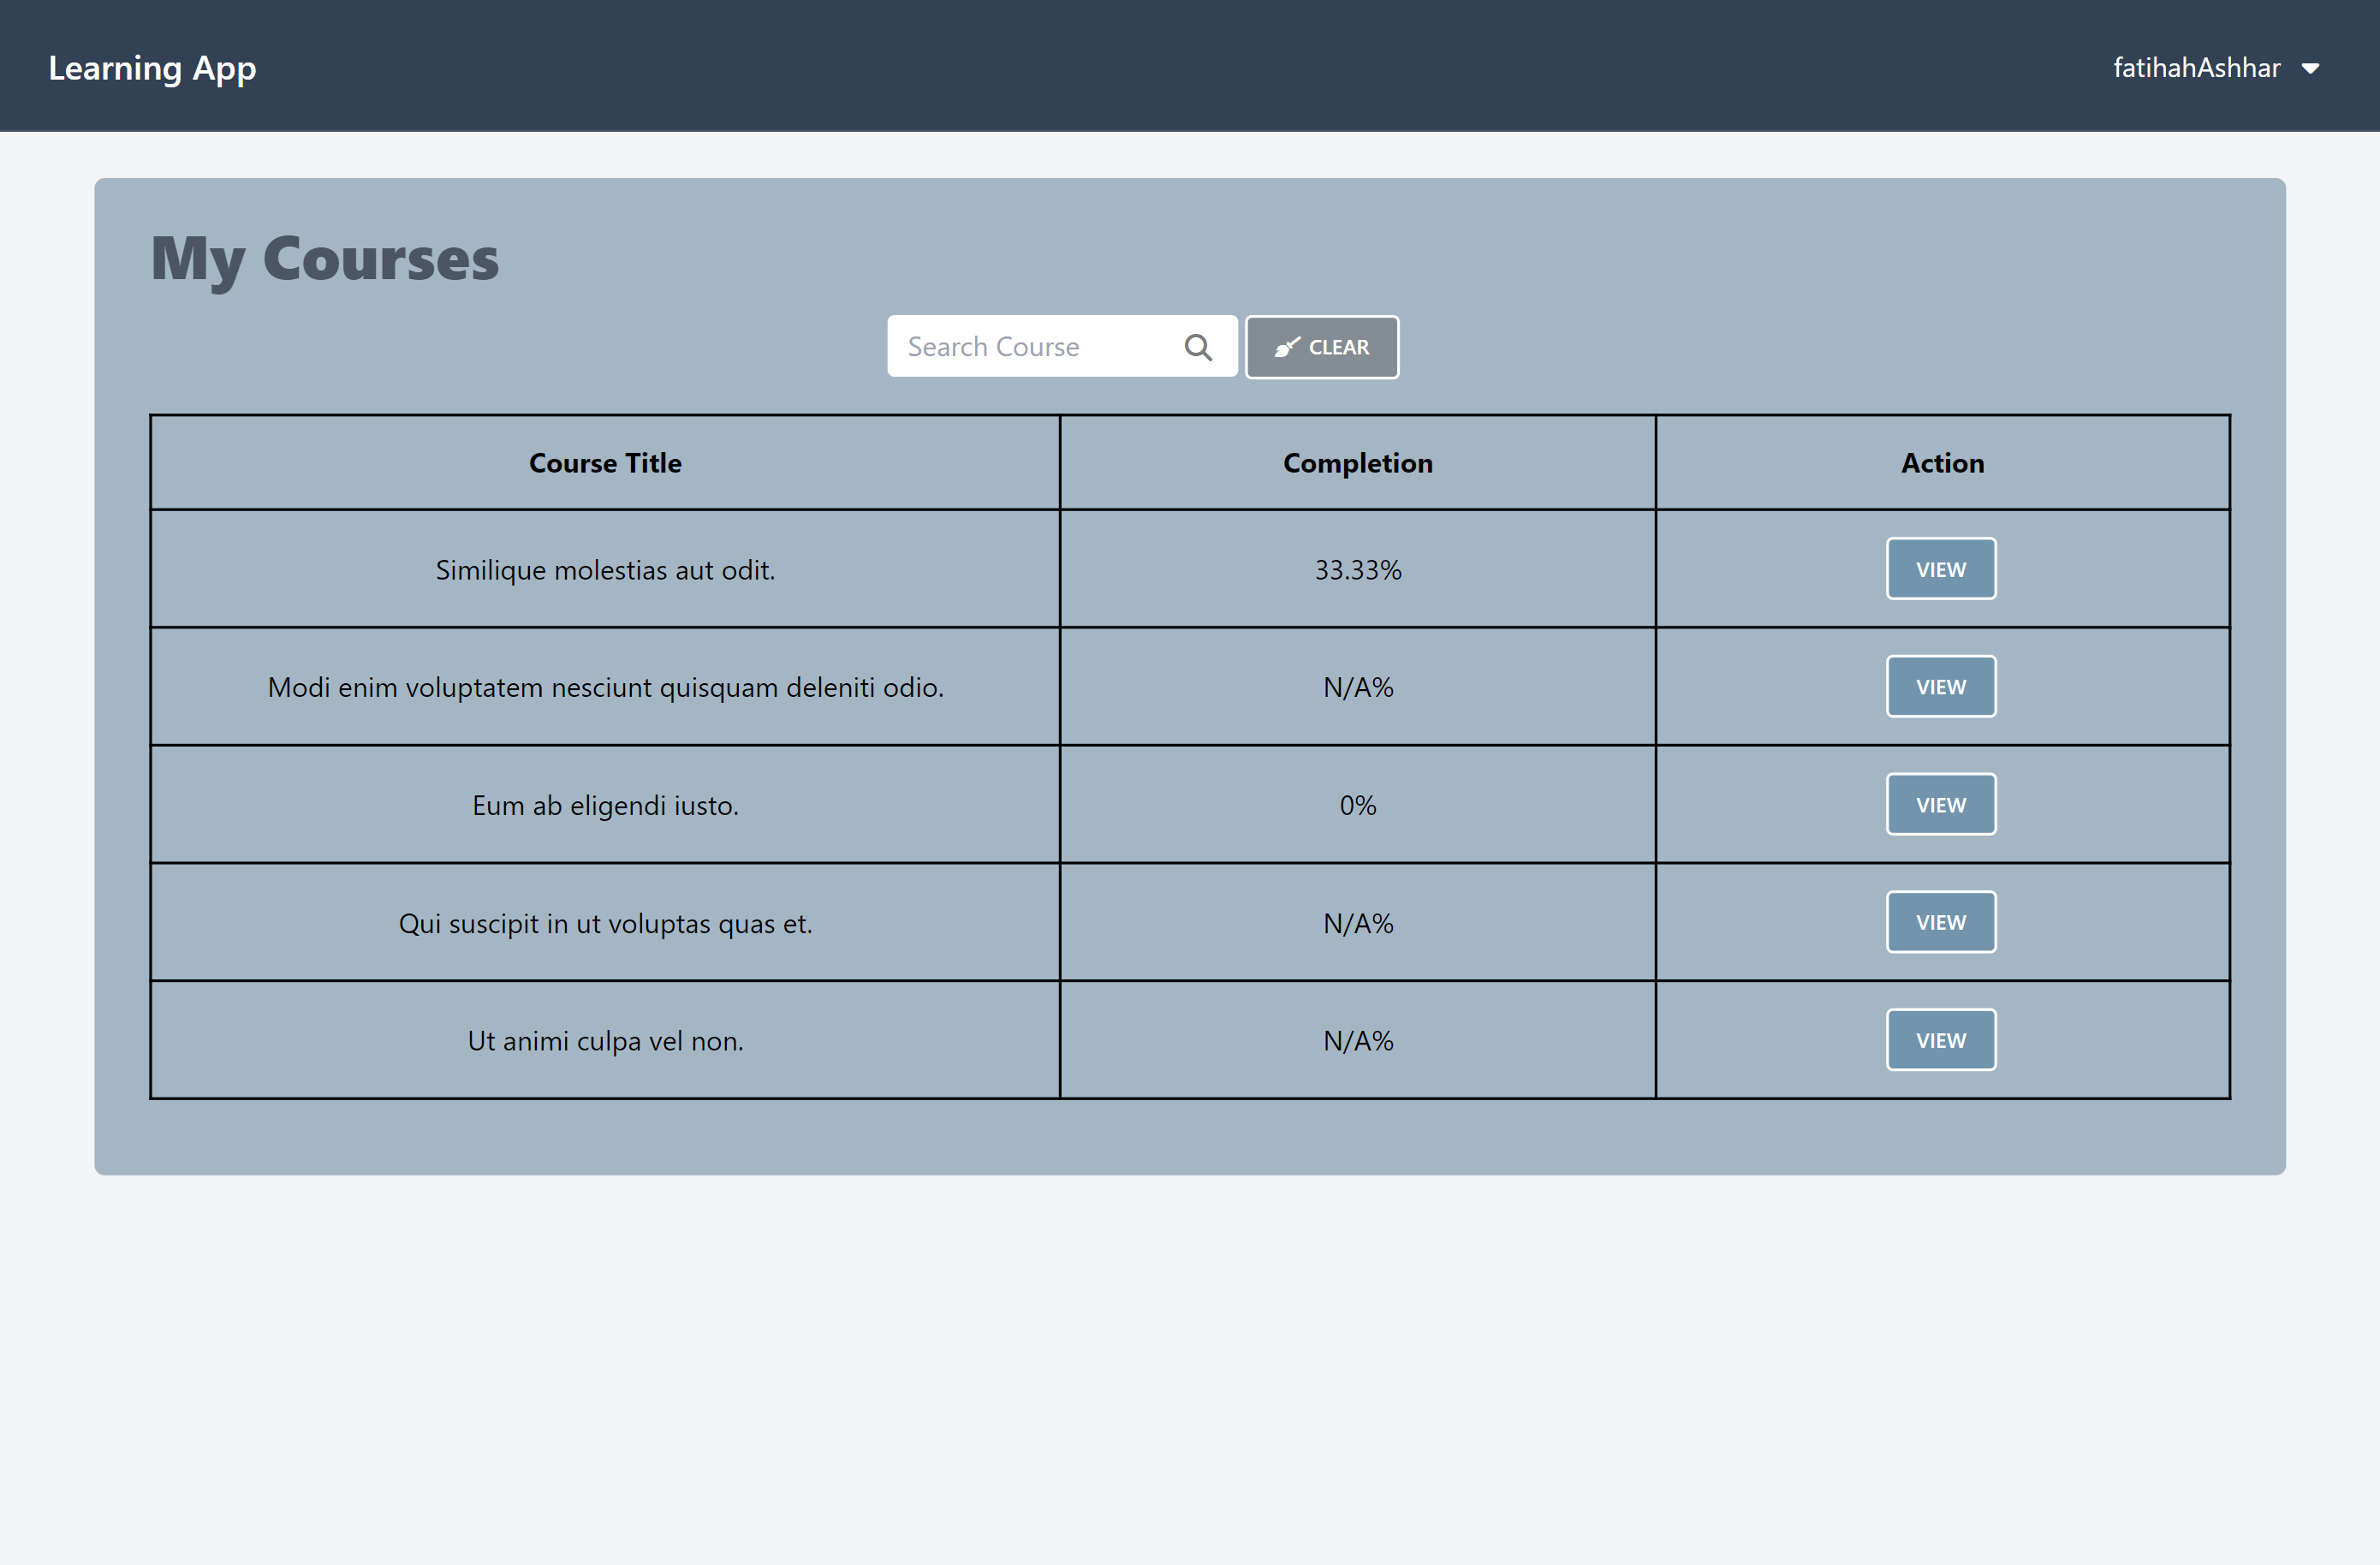 Learning App fatihahAshhar
My Courses
Search Course CLEAR
Course Title Completion Action
Similique molestias aut odit. 33.33% VIEW
Modi enim voluptatem nesciunt quisquam deleniti odio. N/A% VIEW
Eum ab eligendi iusto. 0% VIEW
Qui suscipit in ut voluptas quas et. N/A% VIEW
Ut animi culpa vel non. N/A% VIEW